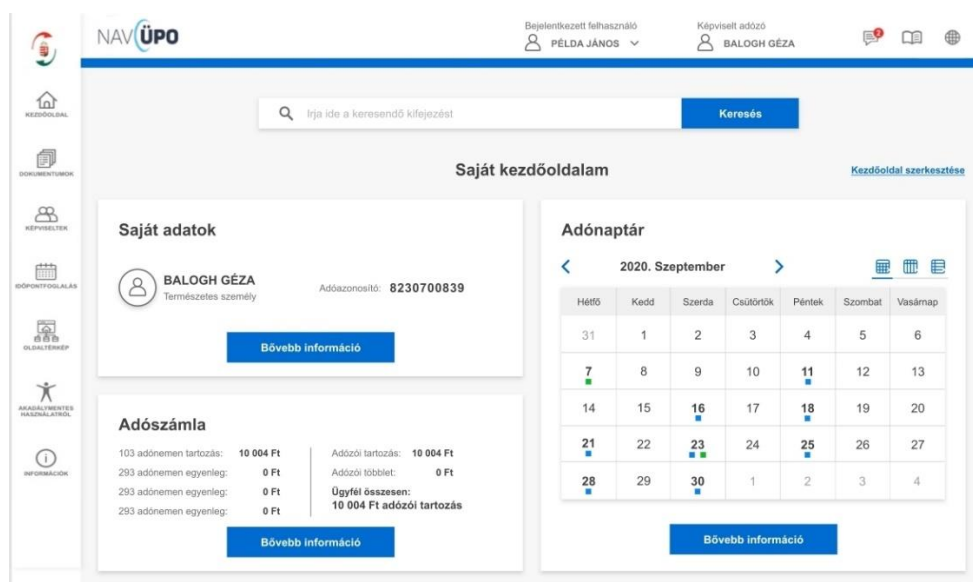 NAV ÜPO
Bejelentkezett felhasználó
PÉLDA JÁNOS
Képviselt adózó
BALOGH GÉZA
2
KEZDŐOLDAL
DOKUMENTUMOK
KÉPVISELTEK
IDŐPONTFOGLALÁS
OLDALTÉRKÉP
AKADÁLYMENTES
HASZNÁLATRÓL
INFORMÁCIÓK
Írja ide a keresendő kifejezést
Keresés
Saját kezdőoldalam
Kezdőoldal szerkesztése
Saját adatok
BALOGH GÉZA
Természetes személy
Adóazonosító: 8230700839
Bővebb információ
Adószámla
103 adónemen tartozás: 10 004 Ft
293 adónemen egyenleg: 0 Ft
293 adónemen egyenleg: 0 Ft
293 adónemen egyenleg: 0 Ft
Adózói tartozás: 10 004 Ft
Adózói többlet: 0 Ft
Ügyfél összesen:
10 004 Ft adózói tartozás
Bővebb információ
Adónaptár
2020. Szeptember
Hétfő Kedd Szerda Csütörtök Péntek Szombat Vasárnap
31 1 2 3 4 5 6
7 8 9 10 11 12 13
14 15 16 17 18 19 20
21 22 23 24 25 26 27
28 29 30 1 2 3 4
Bővebb információ